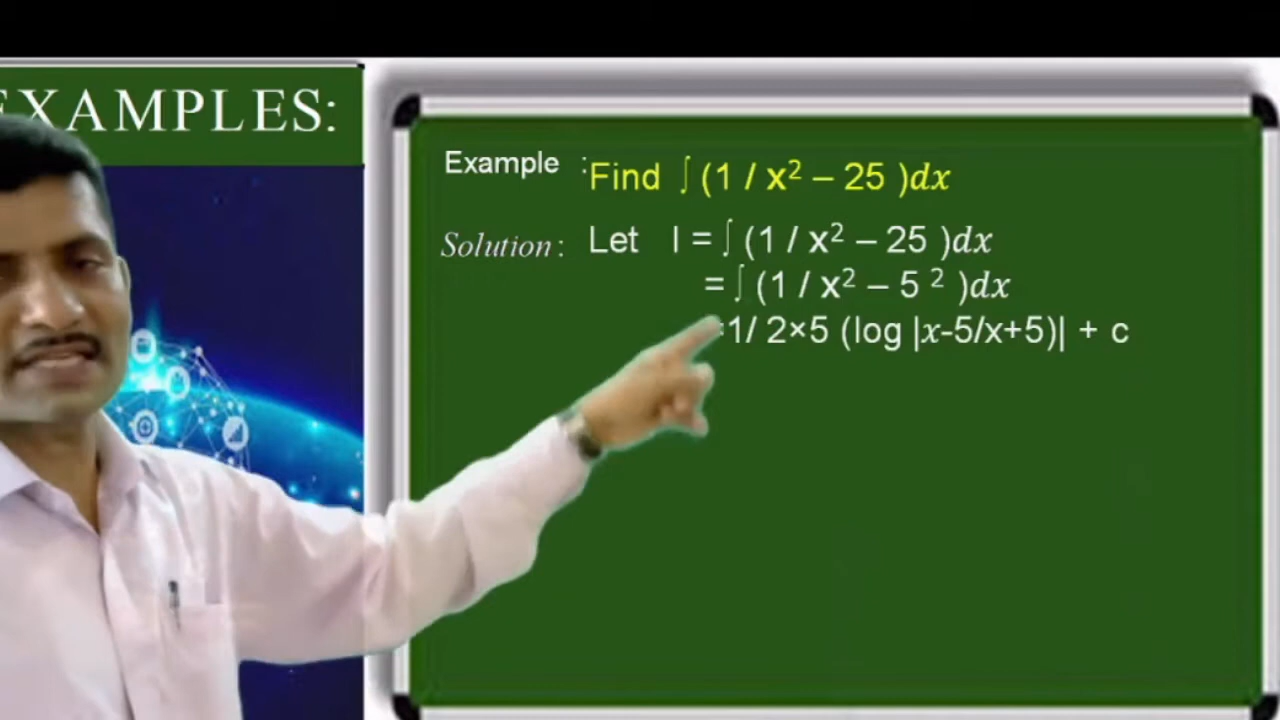 EXAMPLES:
Example : Find ∫ (1 / x² – 25 )dx
Solution : Let I = ∫ (1 / x² – 25 )dx
= ∫ (1 / x² – 5 ² )dx
=1/ 2×5 (log |x-5/x+5)| + c